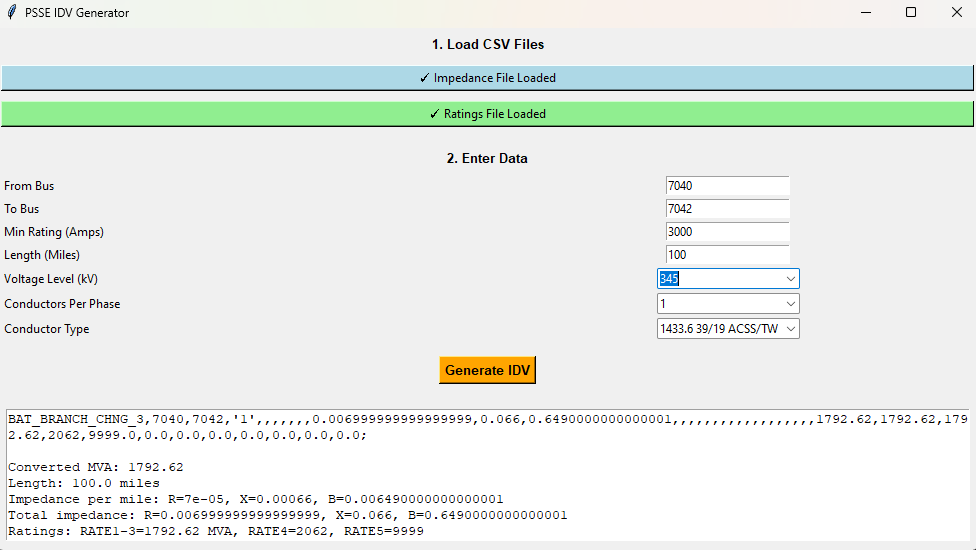 PSSE IDV Generator
1. Load CSV Files
✓ Impedance File Loaded
✓ Ratings File Loaded
2. Enter Data
From Bus 7040
To Bus 7042
Min Rating (Amps) 3000
Length (Miles) 100
Voltage Level (kV) 345
Conductors Per Phase 1
Conductor Type 1433.6 39/19 ACSS/TW
Generate IDV
BAT_BRANCH_CHNG_3,7040,7042,'1',,,,,,,0.006999999999999999,0.066,0.6490000000000001,,,,,,,,,,,,,,,,,,1792.62,1792.62,179
2.62,2062,9999.0,0.0,0.0,0.0,0.0,0.0,0.0,0.0;
Converted MVA: 1792.62
Length: 100.0 miles
Impedance per mile: R=7e-05, X=0.00066, B=0.006490000000000001
Total impedance: R=0.006999999999999999, X=0.066, B=0.6490000000000001
Ratings: RATE1-3=1792.62 MVA, RATE4=2062, RATE5=9999